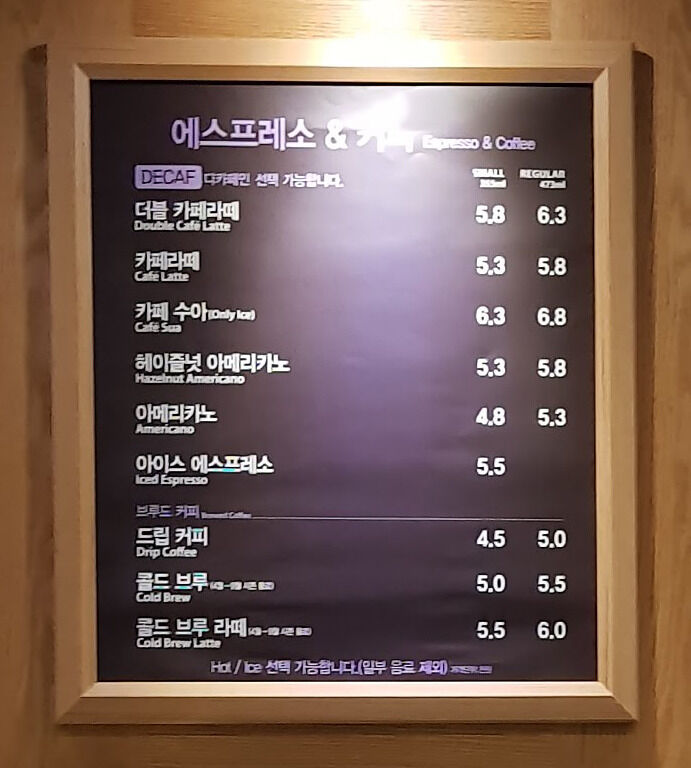 에스프레소 & 커피 Espresso & Coffee
DECAF 디카페인 선택 가능합니다.
SMALL REGULAR
355ml 473ml
더블 카페라떼 5.8 6.3
Double Café Latte
카페라떼 5.3 5.8
Café Latte
카페 수아(Only Ice) 6.3 6.8
Café Sua
헤이즐넛 아메리카노 5.3 5.8
Hazelnut Americano
아메리카노 4.8 5.3
Americano
아이스 에스프레소 5.5
Iced Espresso
브루드 커피 Brewed Coffee
드립 커피 4.5 5.0
Drip Coffee
콜드 브루 5.0 5.5
Cold Brew
콜드 브루 라떼 5.5 6.0
Cold Brew Latte
Hot / Ice 선택 가능합니다.(일부 음료 제외)